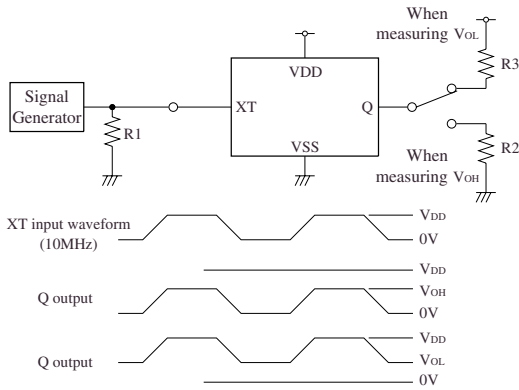 When
measuring VOL
R3
VDD
Signal
Generator
XT
Q
R1
VSS
R2
When
measuring VOH
XT input waveform
(10MHz)
VDD
0V
VDD
Q output
VOH
0V
VDD
Q output
VOL
0V